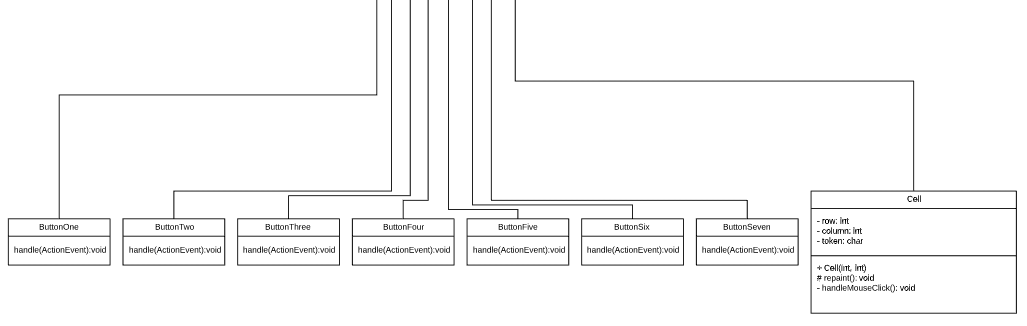 ButtonOne
handle(ActionEvent):void
ButtonTwo
handle(ActionEvent):void
ButtonThree
handle(ActionEvent):void
ButtonFour
handle(ActionEvent):void
ButtonFive
handle(ActionEvent):void
ButtonSix
handle(ActionEvent):void
ButtonSeven
handle(ActionEvent):void
Cell
- row: int
- column: int
- token: char
+ Cell(int, int)
# repaint(): void
- handleMouseClick(): void